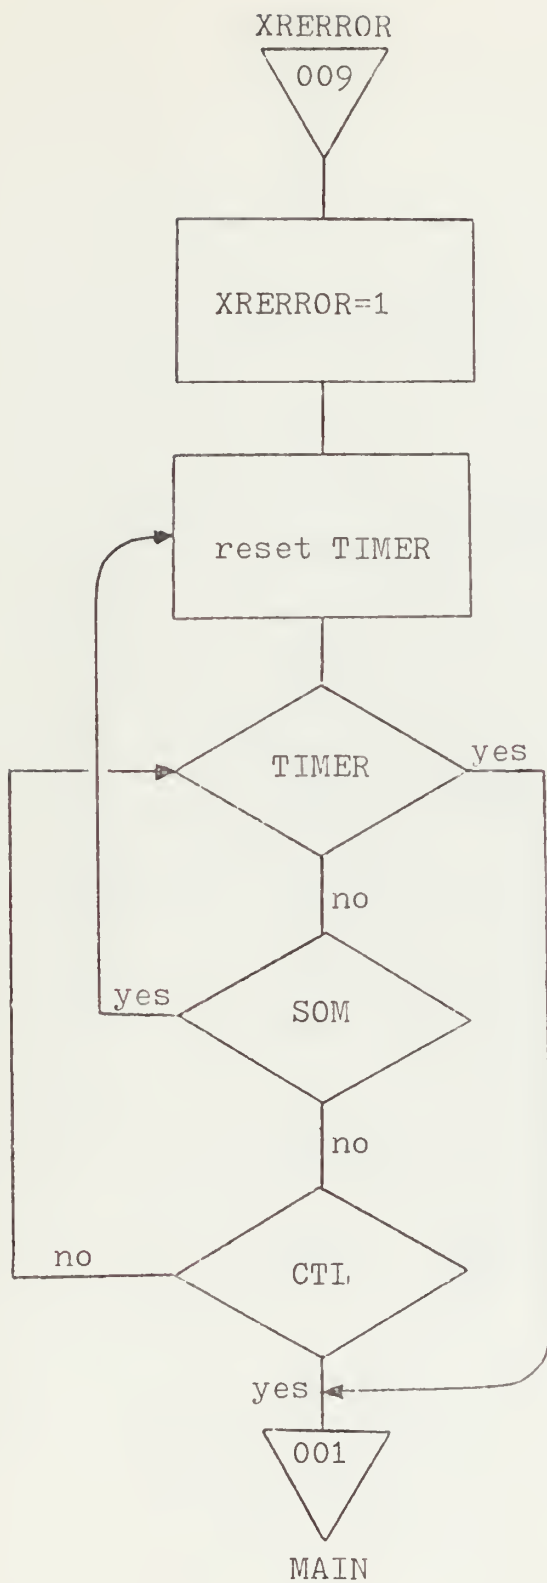 XRERROR
009
XRERROR=1
reset TIMER
TIMER
yes
no
yes
SOM
no
no
CTL
yes
001
MAIN